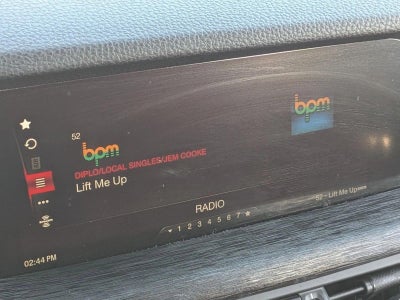 52
bpm
bpm
DIPLO/LOCAL SINGLES/JEM COOKE
Lift Me Up
RADIO
52 - Lift Me Up
1 2 3 4 5 6 7
02:44 PM